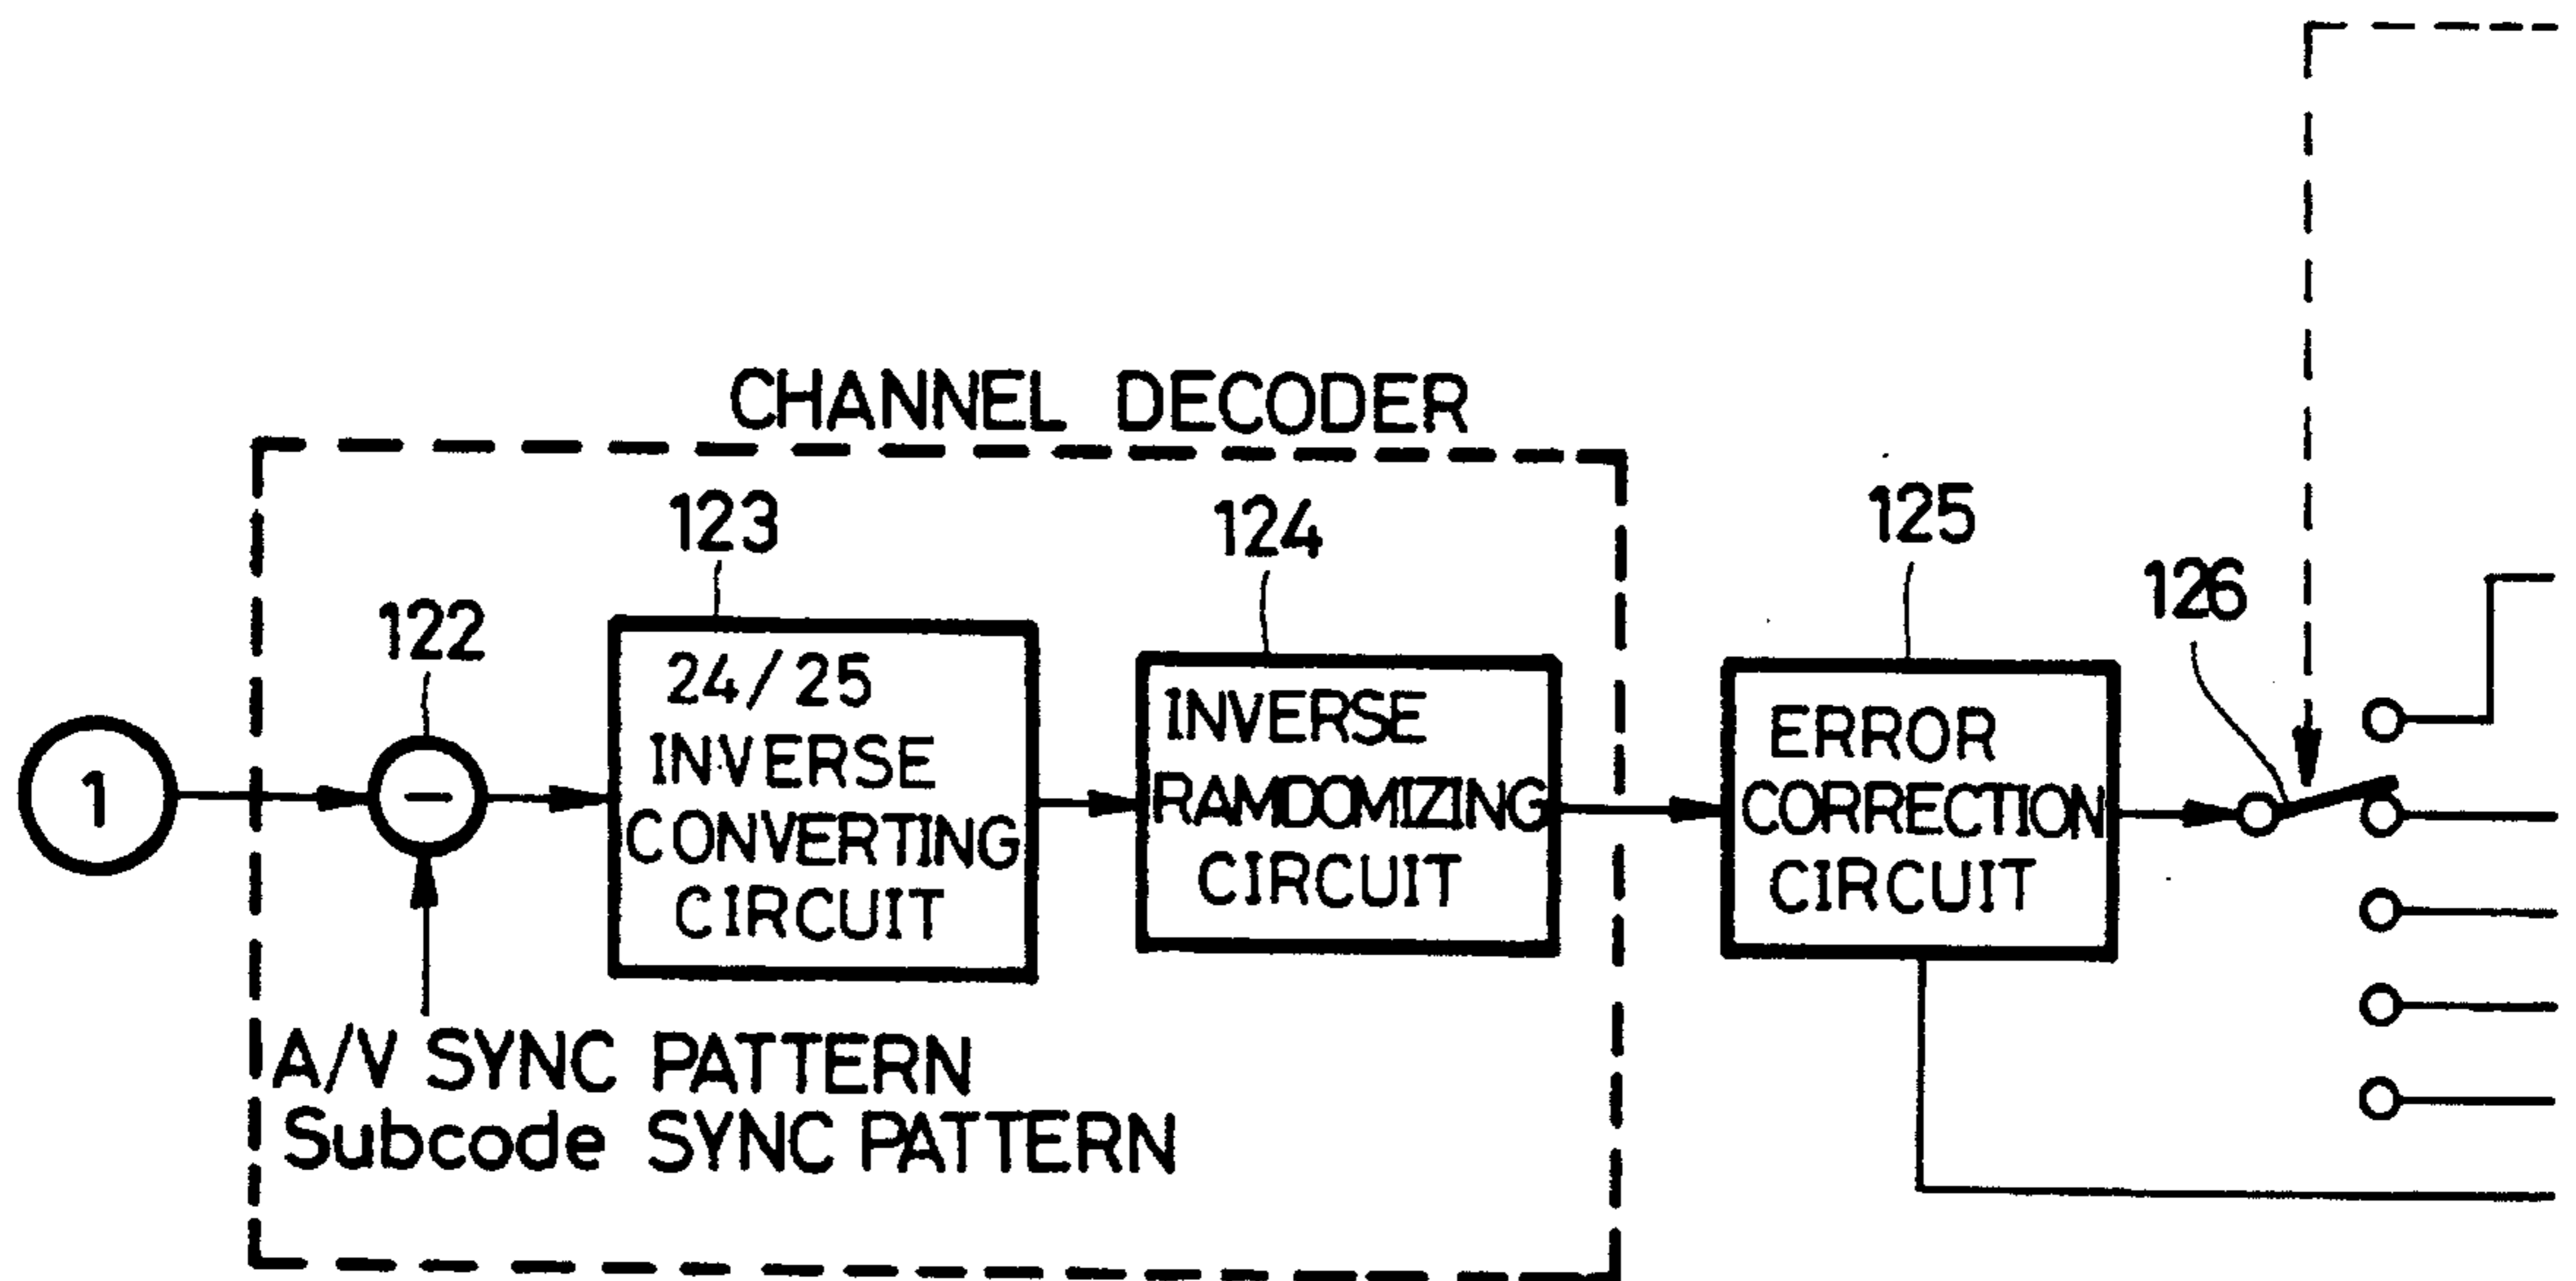 CHANNEL DECODER
1
122
−
A/V SYNC PATTERN
Subcode SYNC PATTERN
123
24/25
INVERSE
CONVERTING
CIRCUIT
124
INVERSE
RAMDOMIZING
CIRCUIT
125
ERROR
CORRECTION
CIRCUIT
126